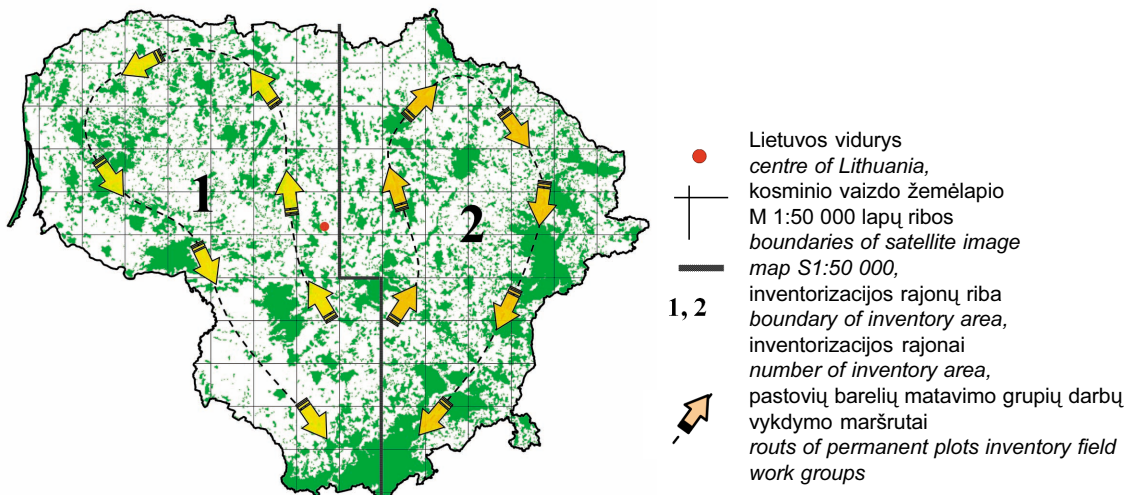 1
2
Lietuvos vidurys
centre of Lithuania,
kosminio vaizdo žemėlapio
M 1:50 000 lapų ribos
boundaries of satellite image
map S1:50 000,
1, 2
inventorizacijos rajonų riba
boundary of inventory area,
inventorizacijos rajonai
number of inventory area,
pastovių barelių matavimo grupių darbų
vykdymo maršrutai
routs of permanent plots inventory field
work groups